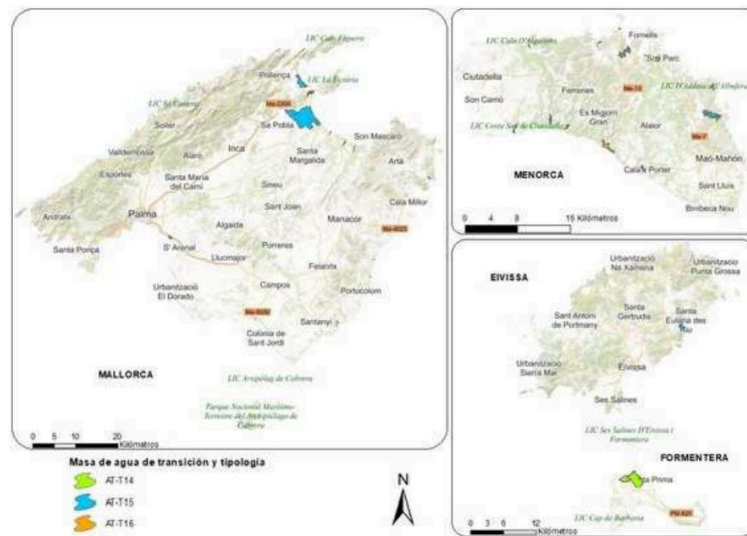 LIC Cala Figuera
Pollença
LIC La Victòria
LIC Sa Costera
Ma-2200
Sóller
Sa Pobla
Son Mascaró
Inca
Valldemossa
Alaró
Santa
Margalida
Artà
Esporles
Santa Maria
del Camí
Sineu
Cala Millor
Sant Joan
Andratx
Palma
Manacor
Algaida
Ma-4023
Santa Ponça
S' Arenal
Porreres
Llucmajor
Felanitx
Urbanització
El Dorado
Campos
Portocolom
Santanyí
Colonia de
Sant Jordi
MALLORCA
LIC Arxipèlag de Cabrera
Parque Nacional Marítimo-
Terrestre del Archipiélago de
Cabrera
0 5 10 20
Kilómetros
LIC Cala D'Algairens
Fornells
Son Parc
Ciutadella
LIC D'Addaia a S'Albufera
Ferreries
Son Camó
Es Migjorn
Gran
Alaior
LIC Costa Sud de Ciutadella
Me-7
Maó-Mahón
Cala'n Porter
MENORCA
Sant Lluís
Binibeca Nou
0 4 8 16 Kilómetros
EIVISSA
Urbanització
Na Xamena
Urbanització
Punta Grossa
Santa
Gertrudis
Sant Antoni
de Portmany
Santa
Eulària des
Riu
Urbanització
Sierra Mar
Eivissa
Ses Salines
LIC Ses Salines D'Eivissa i
Formentera
FORMENTERA
PM-820
LIC Cap de Barbaria
0 3 6 12
Kilómetros
Masa de agua de transición y tipología
AT-T14
AT-T15
AT-T16
N